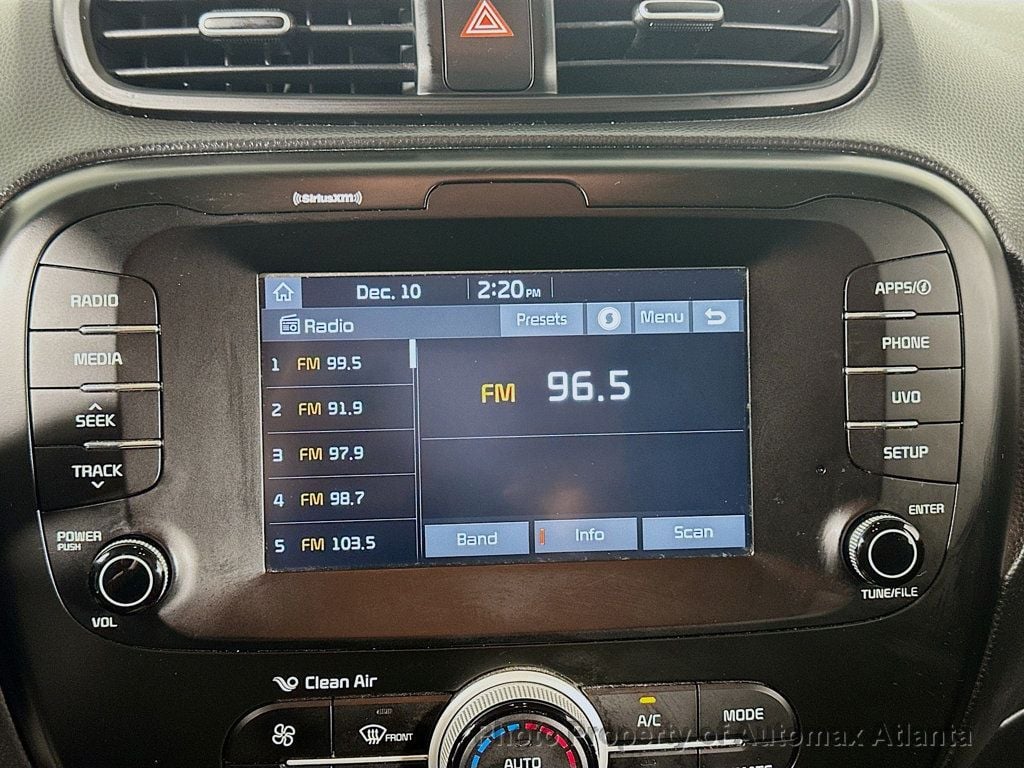 ((SiriusXM))
RADIO
MEDIA
SEEK
TRACK
POWER
PUSH
VOL
Dec. 10 2:20 PM
Radio Presets Menu
1 FM 99.5
2 FM 91.9
3 FM 97.9
4 FM 98.7
5 FM 103.5
FM 96.5
Band Info Scan
APPS/i
PHONE
UVO
SETUP
ENTER
TUNE/FILE
Clean Air
FRONT
AUTO
A/C
MODE
Photo Property of Automax Atlanta